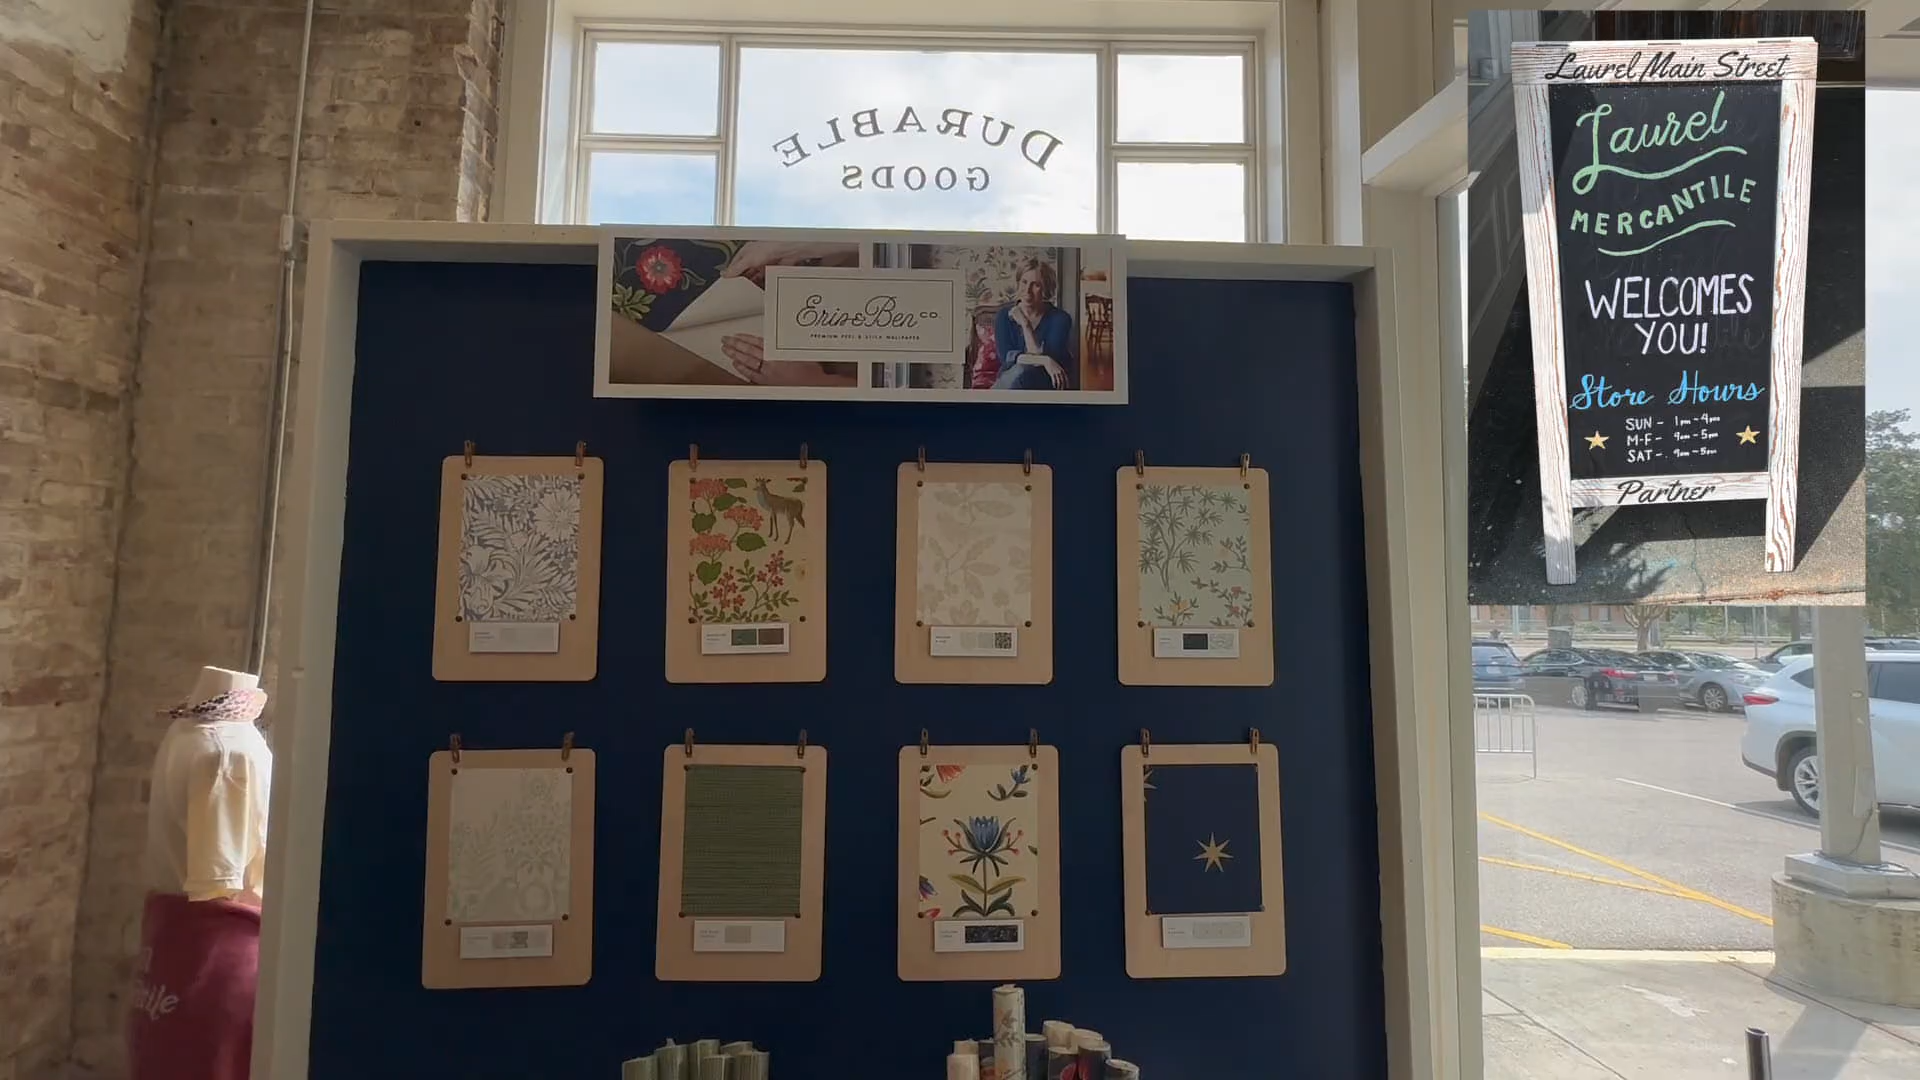 DURABLE
GOODS
Erin & Ben CO.
PREMIUM PEEL & STICK WALLPAPER
Laurel Main Street
Laurel
MERCANTILE
WELCOMES
YOU!
Store Hours
SUN - 1pm - 4pm
M-F - 9am - 5pm
SAT - 9am - 5pm
Partner